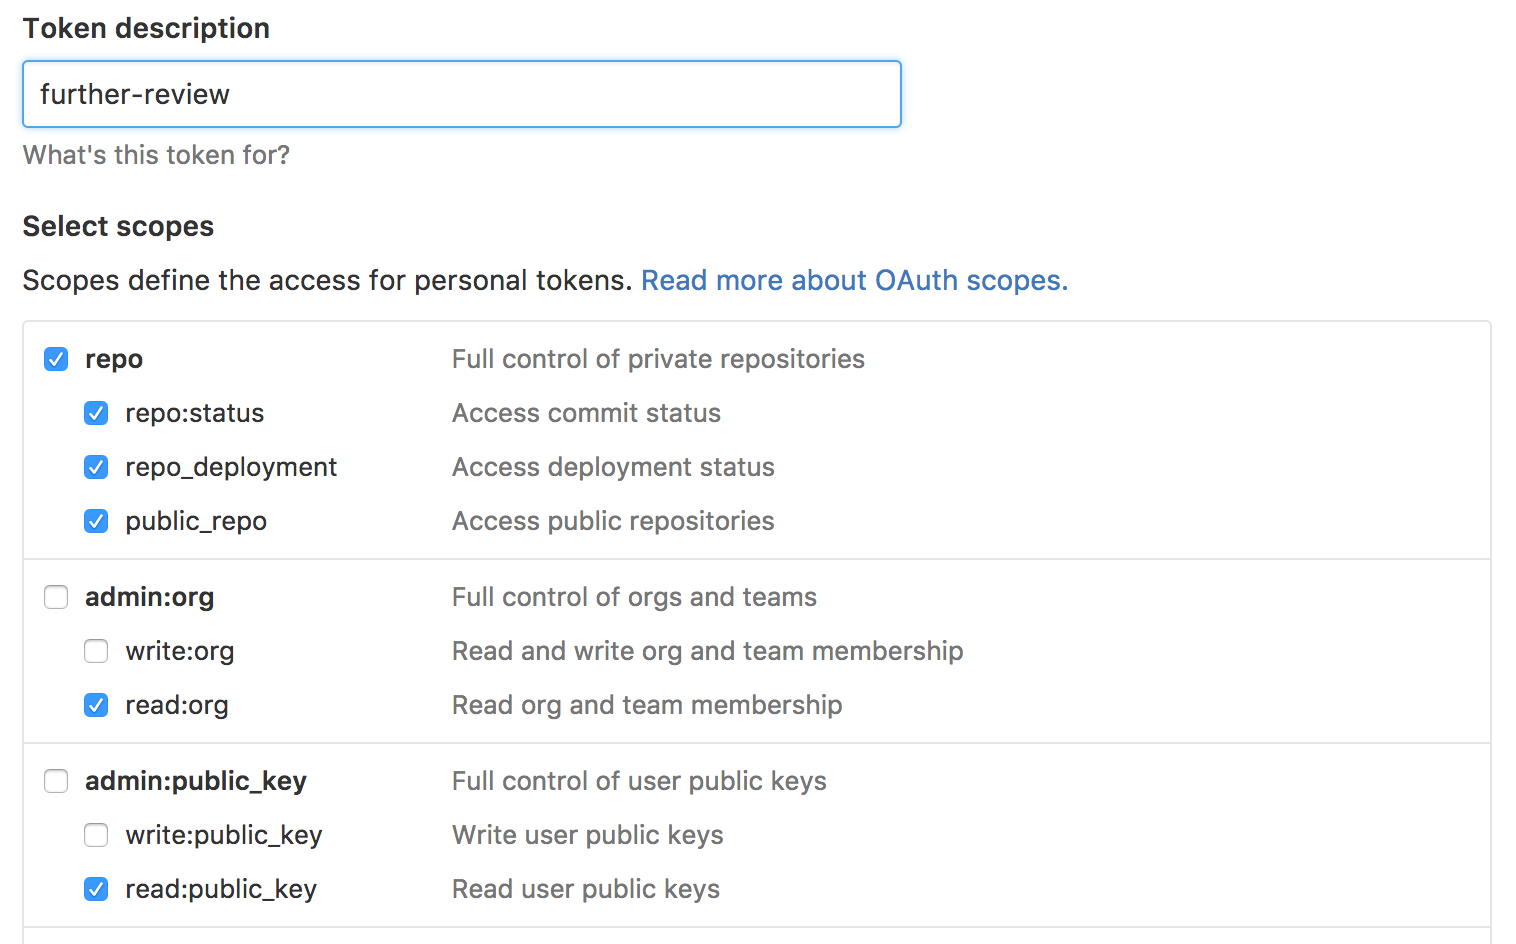 Token description
further-review
What's this token for?
Select scopes
Scopes define the access for personal tokens. Read more about OAuth scopes.
repo Full control of private repositories
repo:status Access commit status
repo_deployment Access deployment status
public_repo Access public repositories
admin:org Full control of orgs and teams
write:org Read and write org and team membership
read:org Read org and team membership
admin:public_key Full control of user public keys
write:public_key Write user public keys
read:public_key Read user public keys